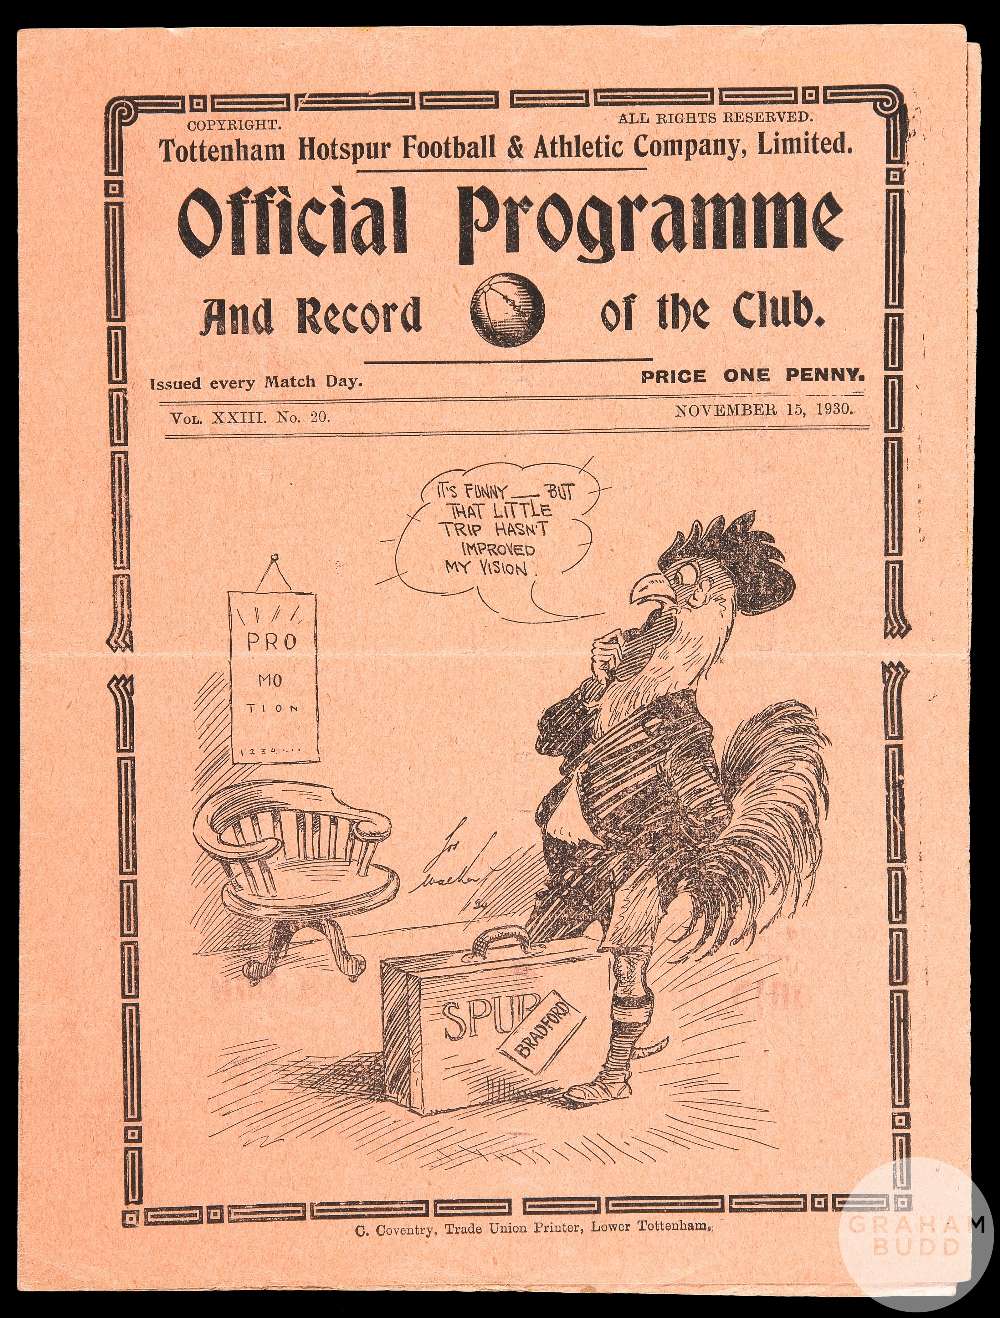 COPYRIGHT. ALL RIGHTS RESERVED.
Tottenham Hotspur Football & Athletic Company, Limited.
Official Programme
And Record of the Club.
Issued every Match Day. PRICE ONE PENNY.
VOL. XXIII. No. 20. NOVEMBER 15, 1930.
IT'S FUNNY — BUT
THAT LITTLE
TRIP HASN'T
IMPROVED
MY VISION.
PRO
MO
TION
SPUR
BRADFORD
C. Coventry, Trade Union Printer, Lower Tottenham.
GRAHAM
BUDD